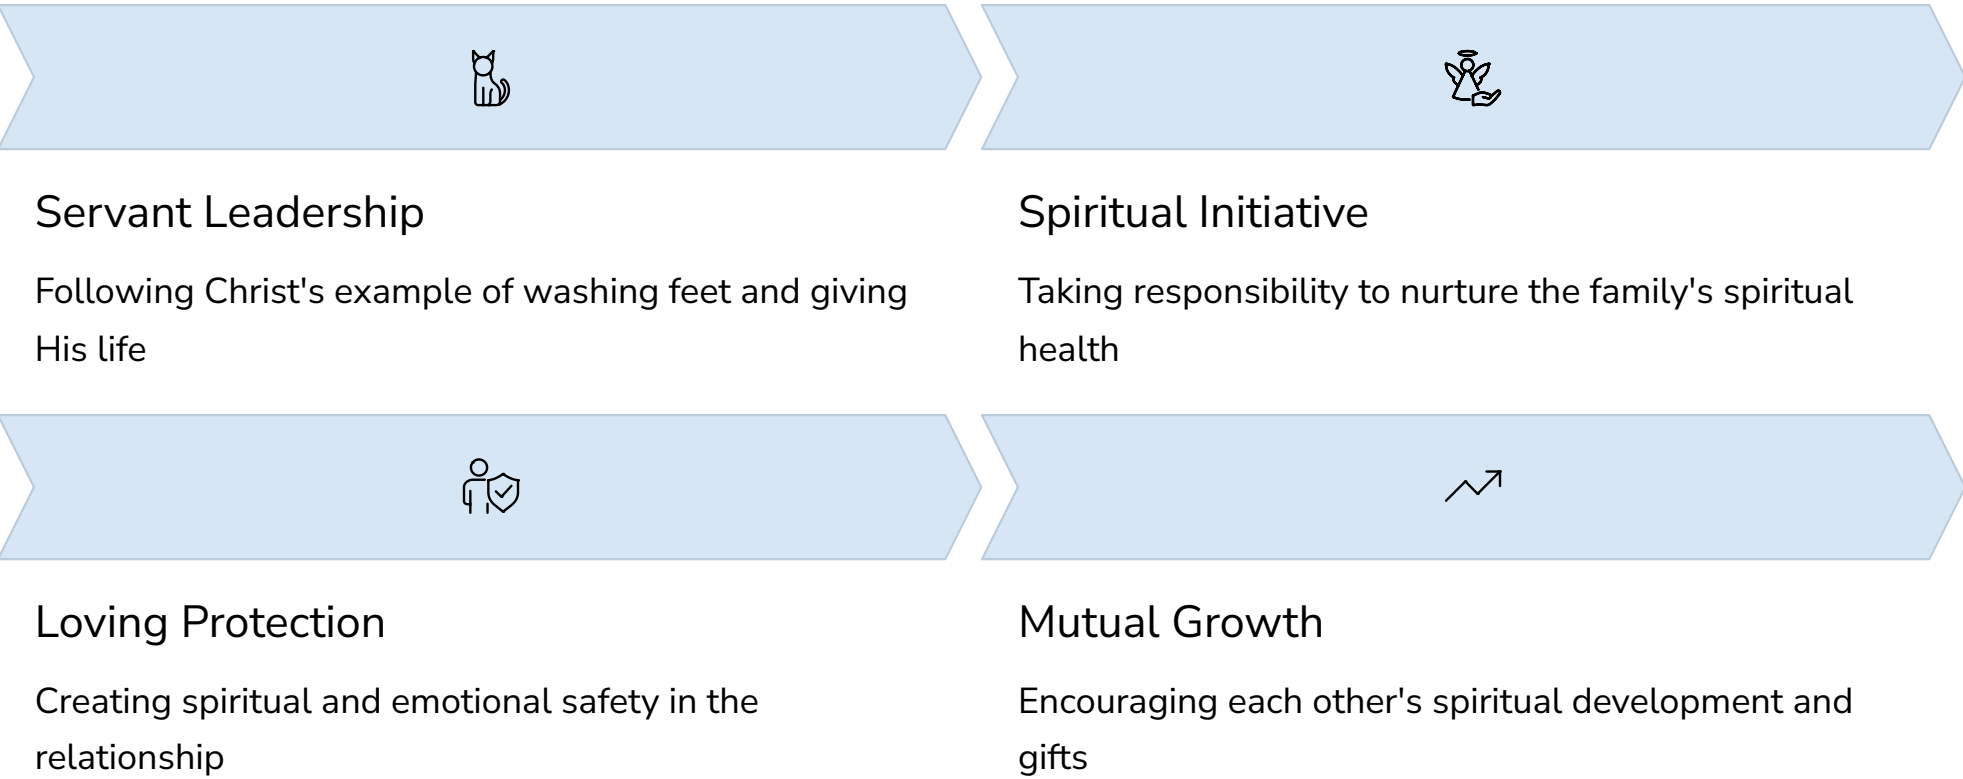 Servant Leadership
Following Christ's example of washing feet and giving
His life
Spiritual Initiative
Taking responsibility to nurture the family's spiritual
health
Loving Protection
Creating spiritual and emotional safety in the
relationship
Mutual Growth
Encouraging each other's spiritual development and
gifts